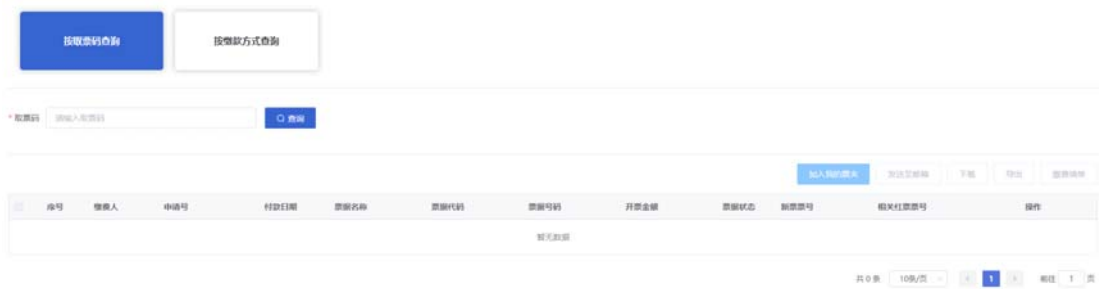 按取票码查询
按缴款方式查询
* 取票码 请输入取票码 查询
加入我的票夹 发送至邮箱 下载 导出 查看清单
序号 缴款人 申请号 付款日期 票据名称 票据代码 票据号码 开票金额 票据状态 新票票号 相关红票票号 操作
暂无数据
共 0 条 10条/页 1 前往 1 页